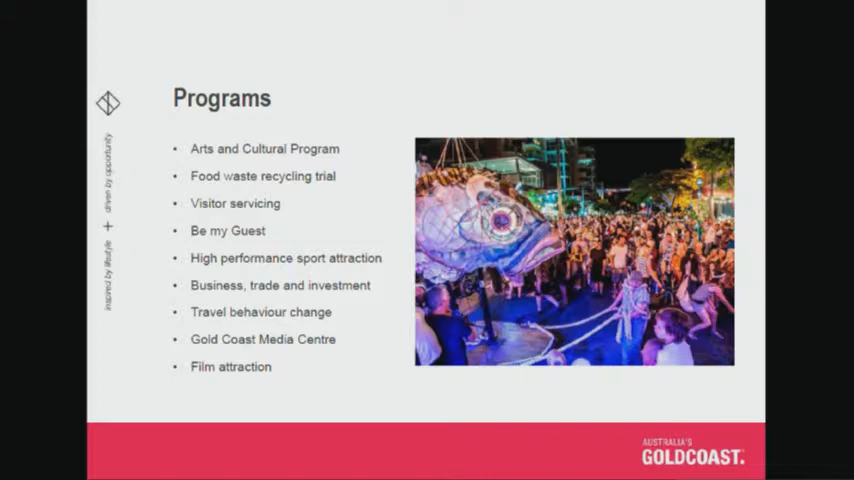 Programs
• Arts and Cultural Program
• Food waste recycling trial
• Visitor servicing
• Be my Guest
• High performance sport attraction
• Business, trade and investment
• Travel behaviour change
• Gold Coast Media Centre
• Film attraction
inspired by lifestyle + driven by opportunity
AUSTRALIA'S
GOLDCOAST.